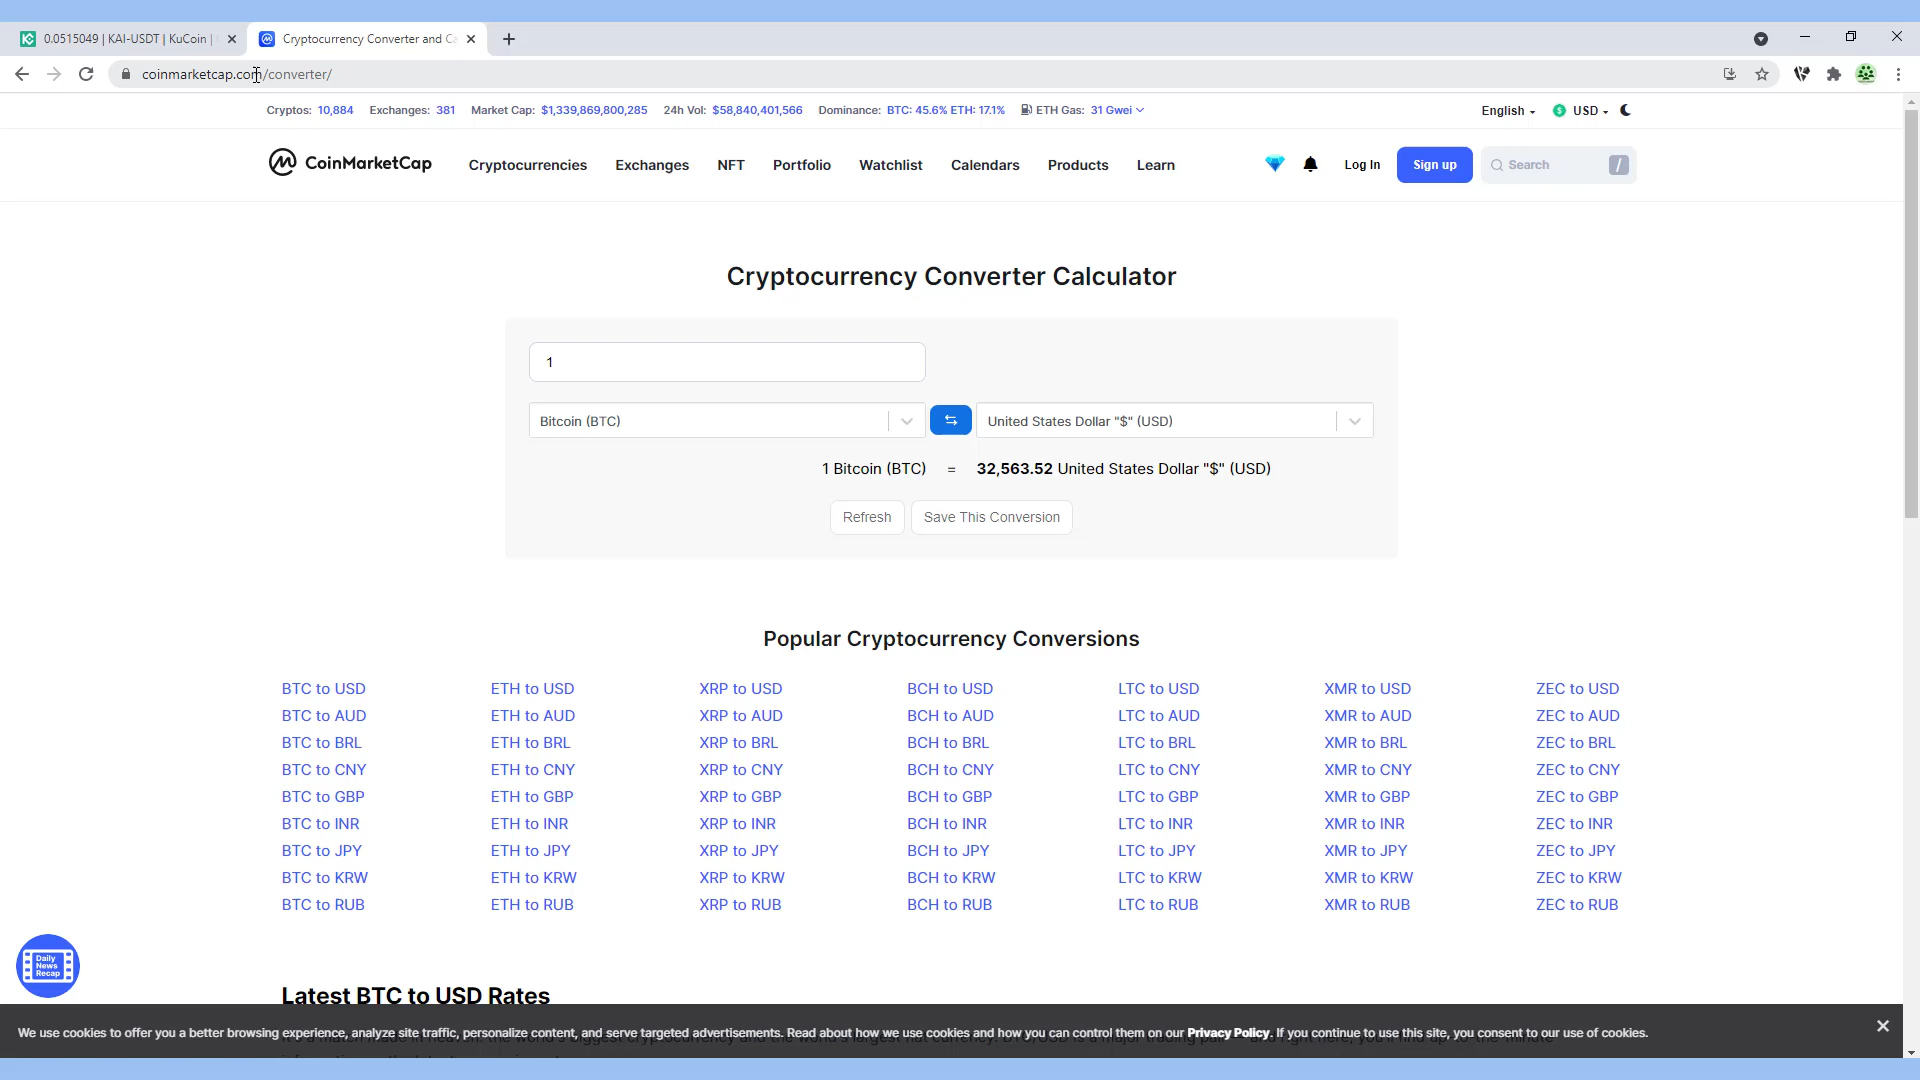 0.0515049 | KAI-USDT | KuCoin |
Cryptocurrency Converter and Ca
coinmarketcap.com/converter/
Cryptos: 10,884 Exchanges: 381 Market Cap: $1,339,869,800,285 24h Vol: $58,840,401,566 Dominance: BTC: 45.6% ETH: 17.1% ETH Gas: 31 Gwei English USD
CoinMarketCap Cryptocurrencies Exchanges NFT Portfolio Watchlist Calendars Products Learn Log In Sign up Search /
Cryptocurrency Converter Calculator
1
Bitcoin (BTC) United States Dollar "$" (USD)
1 Bitcoin (BTC) = 32,563.52 United States Dollar "$" (USD)
Refresh Save This Conversion
Popular Cryptocurrency Conversions
BTC to USD ETH to USD XRP to USD BCH to USD LTC to USD XMR to USD ZEC to USD
BTC to AUD ETH to AUD XRP to AUD BCH to AUD LTC to AUD XMR to AUD ZEC to AUD
BTC to BRL ETH to BRL XRP to BRL BCH to BRL LTC to BRL XMR to BRL ZEC to BRL
BTC to CNY ETH to CNY XRP to CNY BCH to CNY LTC to CNY XMR to CNY ZEC to CNY
BTC to GBP ETH to GBP XRP to GBP BCH to GBP LTC to GBP XMR to GBP ZEC to GBP
BTC to INR ETH to INR XRP to INR BCH to INR LTC to INR XMR to INR ZEC to INR
BTC to JPY ETH to JPY XRP to JPY BCH to JPY LTC to JPY XMR to JPY ZEC to JPY
BTC to KRW ETH to KRW XRP to KRW BCH to KRW LTC to KRW XMR to KRW ZEC to KRW
BTC to RUB ETH to RUB XRP to RUB BCH to RUB LTC to RUB XMR to RUB ZEC to RUB
Daily
News
Recap
Latest BTC to USD Rates
We use cookies to offer you a better browsing experience, analyze site traffic, personalize content, and serve targeted advertisements. Read about how we use cookies and how you can control them on our Privacy Policy. If you continue to use this site, you consent to our use of cookies.